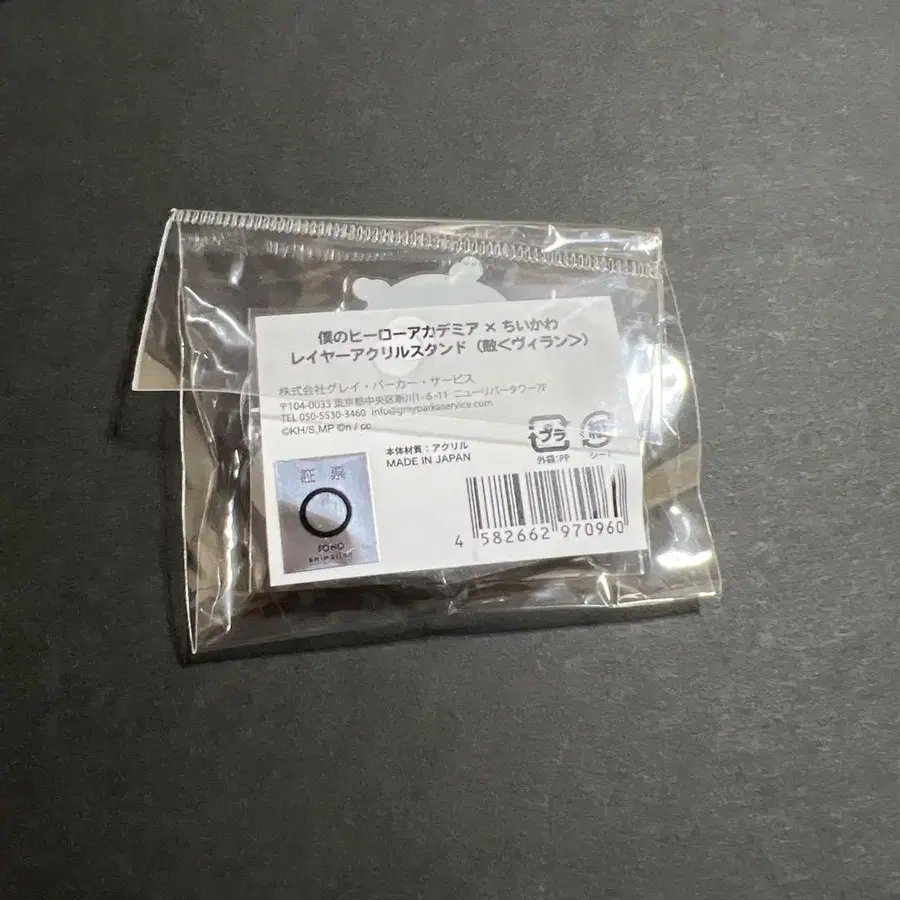 僕のヒーローアカデミア × ちいかわ
レイヤーアクリルスタンド（敵＜ヴィラン＞）
株式会社グレイ・パーカー・サービス
〒104-0033 東京都中央区新川1-6-11 ニューリバータワー7F
TEL 050-5530-3460 info@grayparkaservice.com
©KH/S,MP ©n / cc
プラ
外袋:PP
本体材質：アクリル
MADE IN JAPAN
証 票
TOHO
animation
4 582662 970960